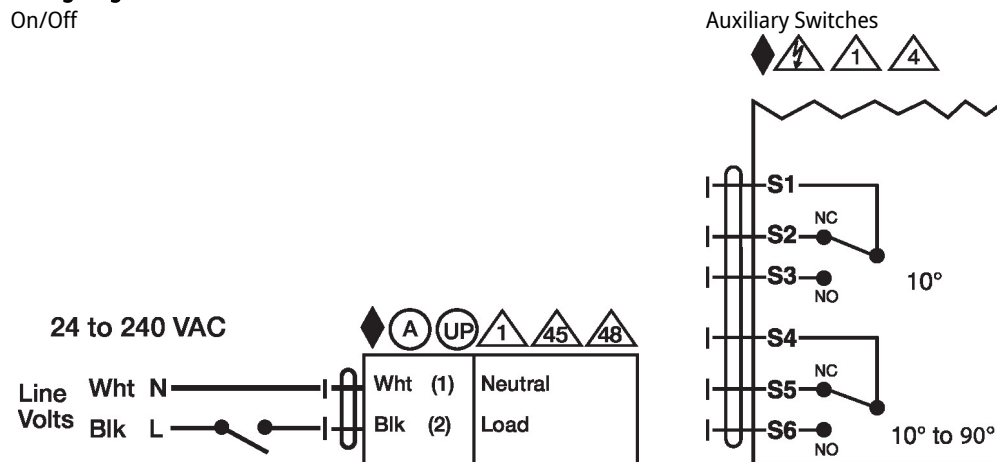 On/Off
24 to 240 VAC
A UP 1 45 48
Line Volts
Wht N
Blk L
Wht (1) Neutral
Blk (2) Load
Auxiliary Switches
1 4
S1
NC
S2
S3
NO
10°
S4
NC
S5
S6
NO
10° to 90°